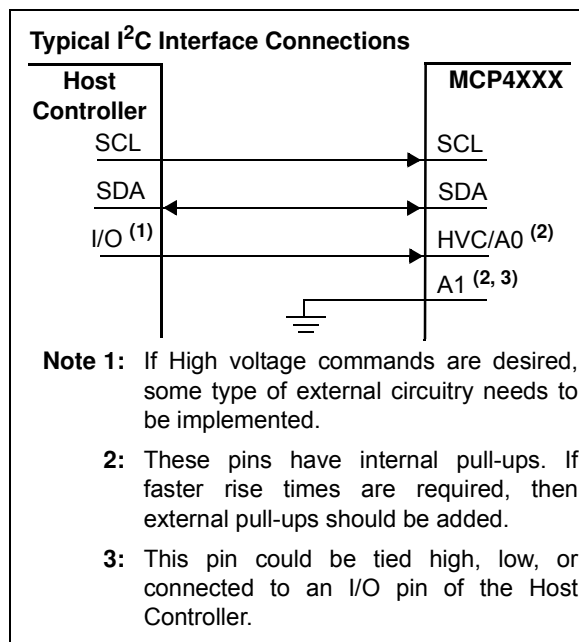 Typical I²C Interface Connections
Host
Controller
MCP4XXX
SCL
SCL
SDA
SDA
I/O (1)
HVC/A0 (2)
A1 (2, 3)
Note 1: If High voltage commands are desired,
some type of external circuitry needs to
be implemented.
2: These pins have internal pull-ups. If
faster rise times are required, then
external pull-ups should be added.
3: This pin could be tied high, low, or
connected to an I/O pin of the Host
Controller.